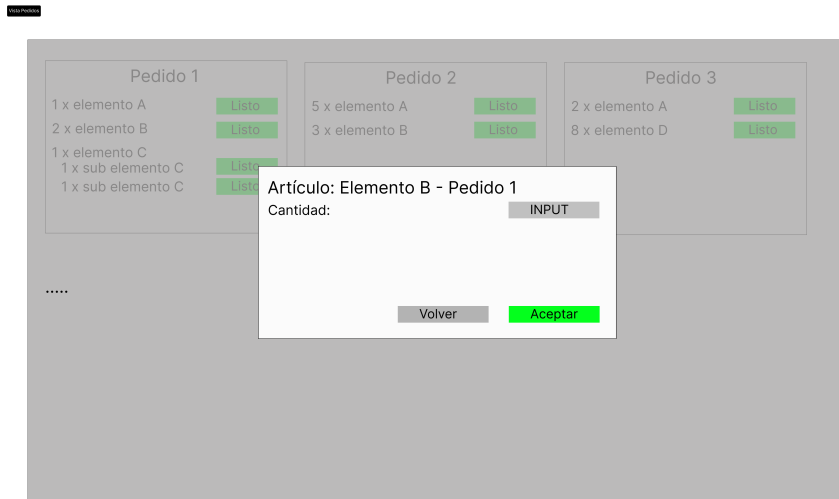 Vista Pedidos
Pedido 1
1 x elemento A Listo
2 x elemento B Listo
1 x elemento C
1 x sub elemento C Listo
1 x sub elemento C Listo
Pedido 2
5 x elemento A Listo
3 x elemento B Listo
Pedido 3
2 x elemento A Listo
8 x elemento D Listo
Artículo: Elemento B - Pedido 1
Cantidad: INPUT
Volver Aceptar
.....